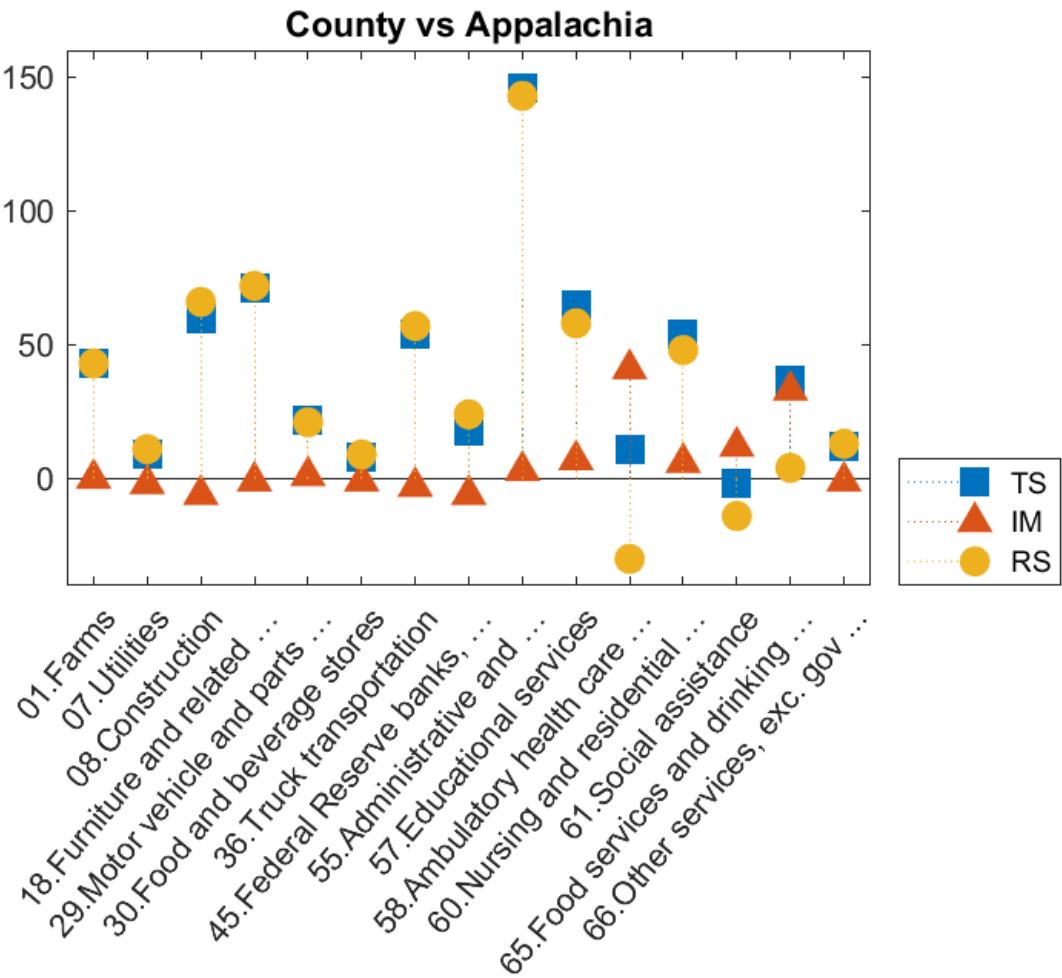 County vs Appalachia
150
100
50
0
TS
IM
RS
01.Farms
07.Utilities
08.Construction
18.Furniture and related ...
29.Motor vehicle and parts ...
30.Food and beverage stores
36.Truck transportation
45.Federal Reserve banks, ...
55.Administrative and ...
57.Educational services
58.Ambulatory health care ...
60.Nursing and residential ...
61.Social assistance
65.Food services and drinking ...
66.Other services, exc. gov ...